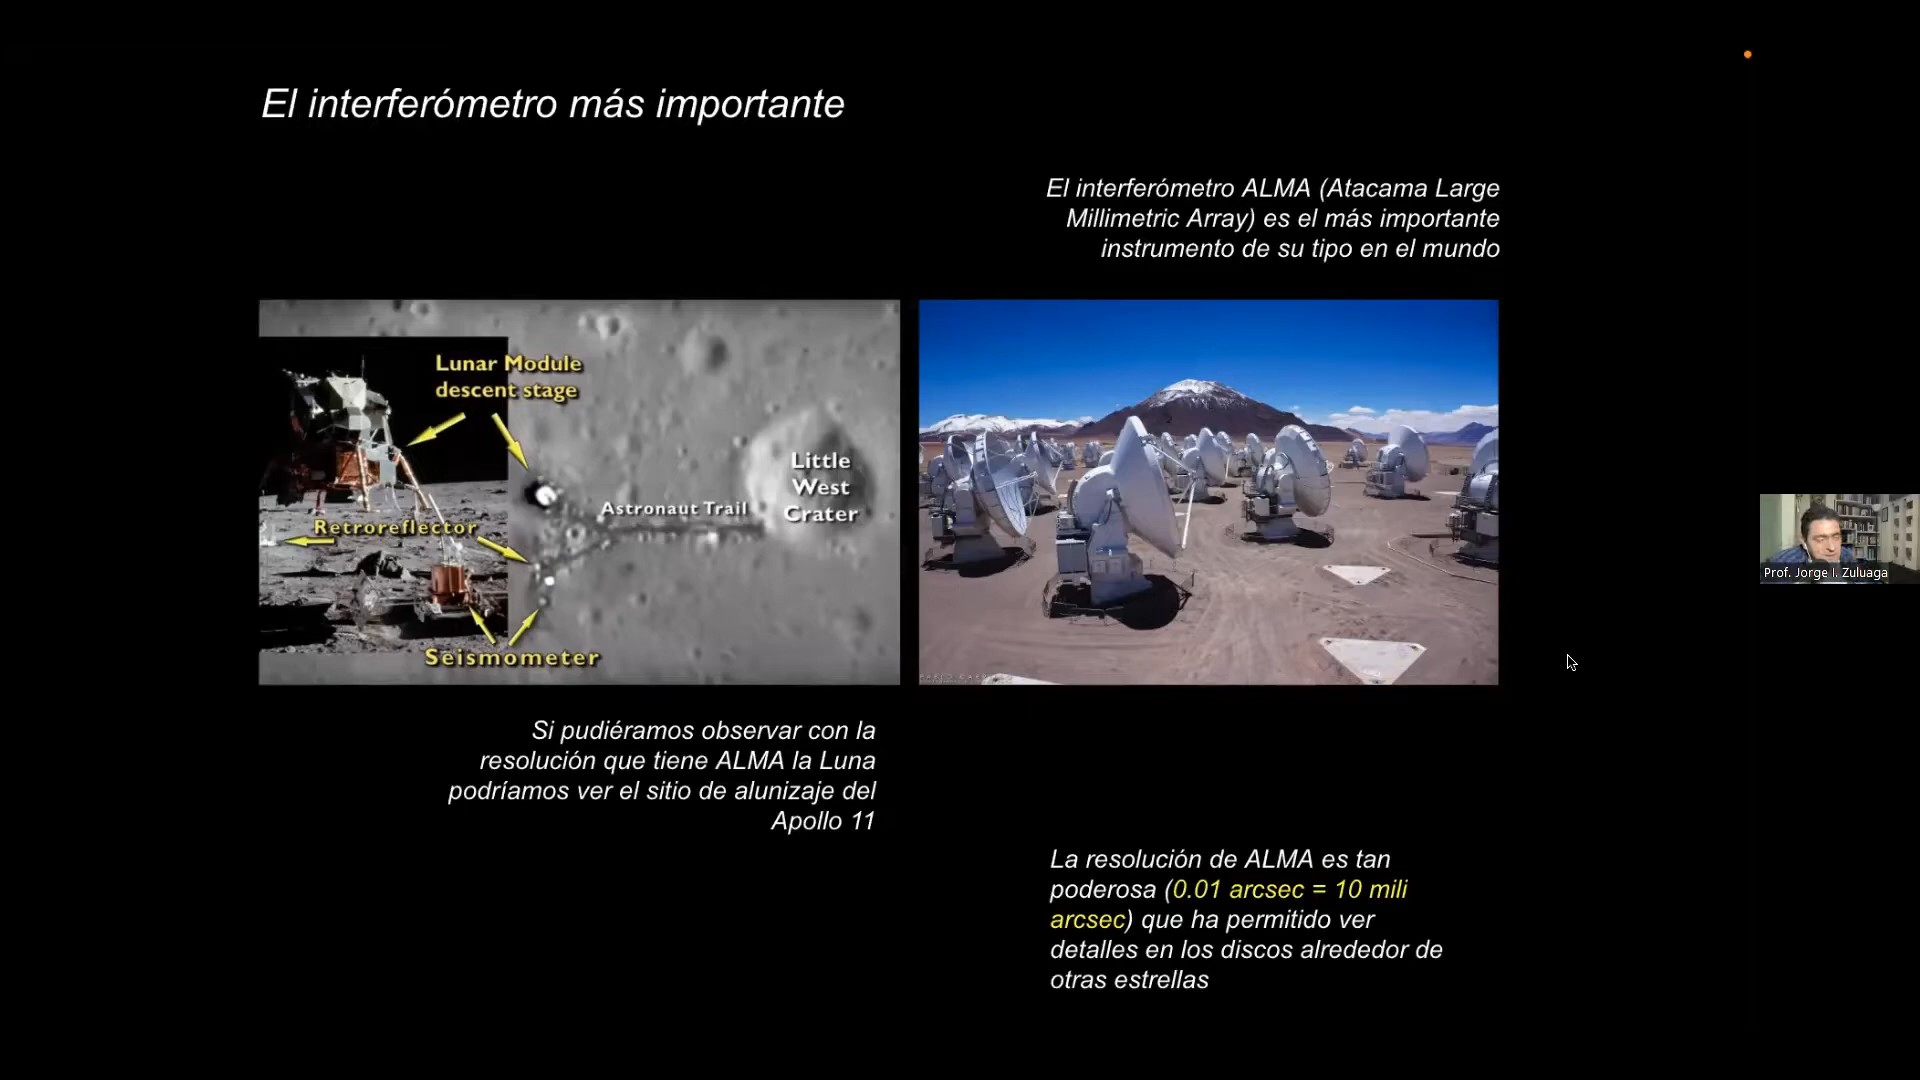 El interferómetro más importante
El interferómetro ALMA (Atacama Large
Millimetric Array) es el más importante
instrumento de su tipo en el mundo
Lunar Module
descent stage
Little
West
Crater
Astronaut Trail
Retroreflector
Seismometer
Si pudiéramos observar con la
resolución que tiene ALMA la Luna
podríamos ver el sitio de alunizaje del
Apollo 11
La resolución de ALMA es tan
poderosa (0.01 arcsec = 10 mili
arcsec) que ha permitido ver
detalles en los discos alrededor de
otras estrellas
Prof. Jorge I. Zuluaga